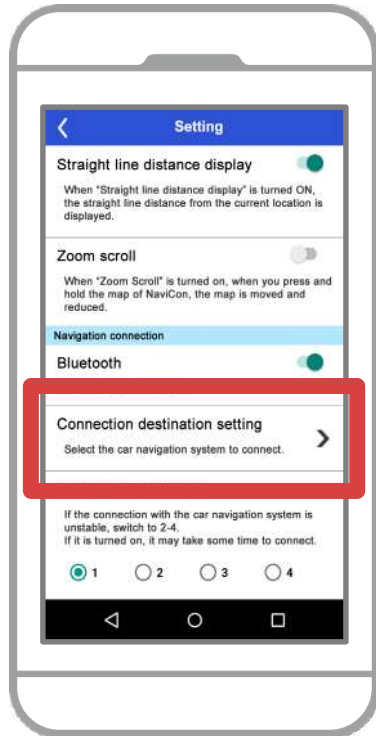 Setting
Straight line distance display
When "Straight line distance display" is turned ON,
the straight line distance from the current location is
displayed.
Zoom scroll
When "Zoom Scroll" is turned on, when you press and
hold the map of NaviCon, the map is moved and
reduced.
Navigation connection
Bluetooth
Connection destination setting
Select the car navigation system to connect.
If the connection with the car navigation system is
unstable, switch to 2-4.
If it is turned on, it may take some time to connect.
1 2 3 4